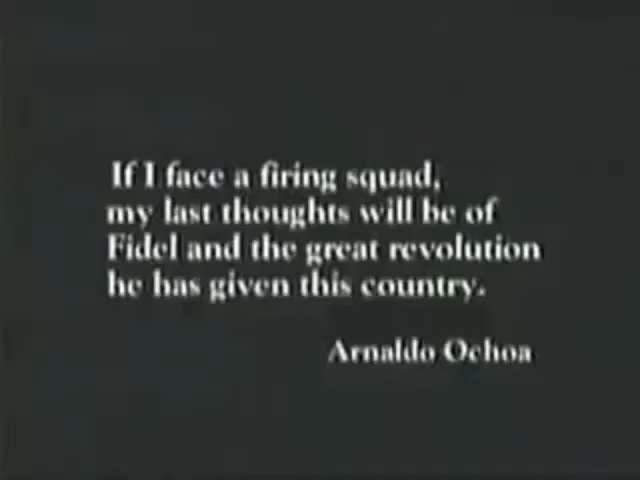 If I face a firing squad,
my last thoughts will be of
Fidel and the great revolution
he has given this country.
Arnaldo Ochoa